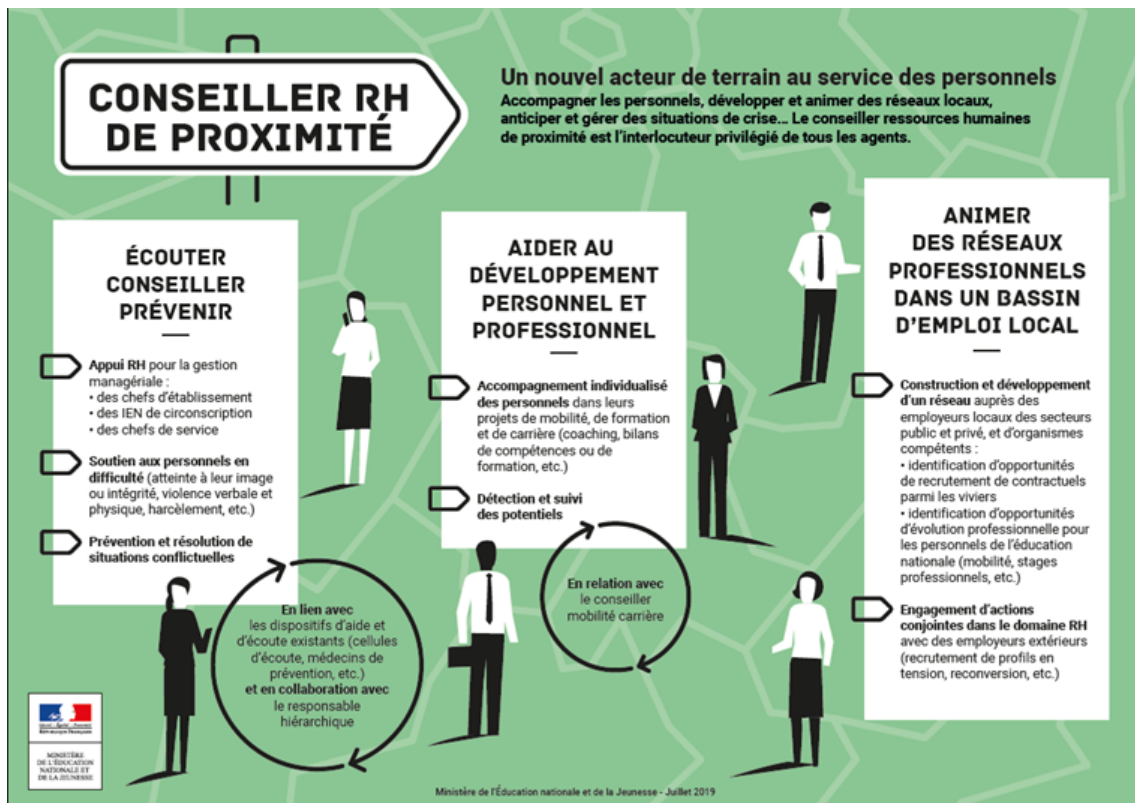 CONSEILLER RH
DE PROXIMITÉ
Un nouvel acteur de terrain au service des personnels
Accompagner les personnels, développer et animer des réseaux locaux,
anticiper et gérer des situations de crise... Le conseiller ressources humaines
de proximité est l'interlocuteur privilégié de tous les agents.
ÉCOUTER
CONSEILLER
PRÉVENIR
Appui RH pour la gestion
managériale :
• des chefs d'établissement
• des IEN de circonscription
• des chefs de service
Soutien aux personnels en
difficulté (atteinte à leur image
ou intégrité, violence verbale et
physique, harcèlement, etc.)
Prévention et résolution de
situations conflictuelles
En lien avec
les dispositifs d'aide et
d'écoute existants (cellules
d'écoute, médecins de
prévention, etc.)
et en collaboration avec
le responsable
hiérarchique
AIDER AU
DÉVELOPPEMENT
PERSONNEL ET
PROFESSIONNEL
Accompagnement individualisé
des personnels dans leurs
projets de mobilité, de formation
et de carrière (coaching, bilans
de compétences ou de
formation, etc.)
Détection et suivi
des potentiels
En relation avec
le conseiller
mobilité carrière
ANIMER
DES RÉSEAUX
PROFESSIONNELS
DANS UN BASSIN
D'EMPLOI LOCAL
Construction et développement
d'un réseau auprès des
employeurs locaux des secteurs
public et privé, et d'organismes
compétents :
• identification d'opportunités
de recrutement de contractuels
parmi les viviers
• identification d'opportunités
d'évolution professionnelle pour
les personnels de l'éducation
nationale (mobilité, stages
professionnels, etc.)
Engagement d'actions
conjointes dans le domaine RH
avec des employeurs extérieurs
(recrutement de profils en
tension, reconversion, etc.)
Liberté • Égalité • Fraternité
RÉPUBLIQUE FRANÇAISE
MINISTÈRE
DE L'ÉDUCATION
NATIONALE ET
DE LA JEUNESSE
Ministère de l'Éducation nationale et de la Jeunesse - Juillet 2019